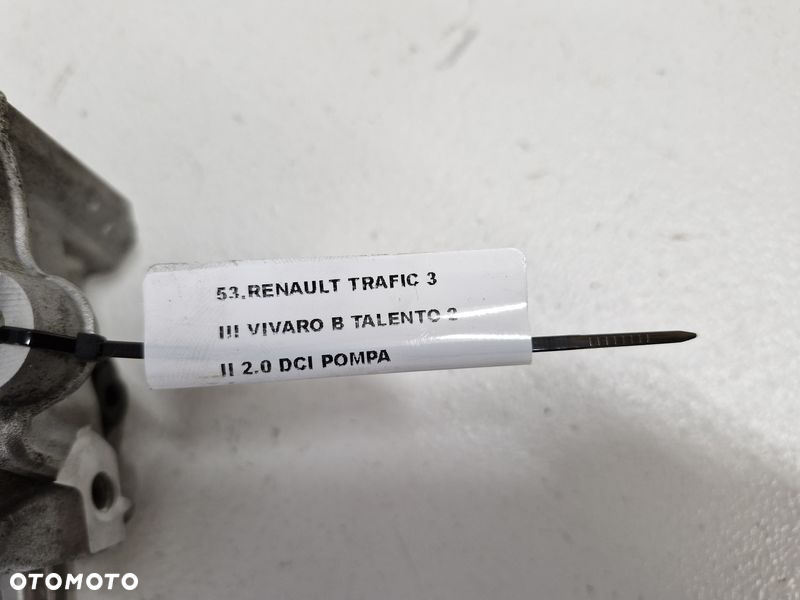 53.RENAULT TRAFIC 3
III VIVARO B TALENTO 2
II 2.0 DCI POMPA
OTOMOTO